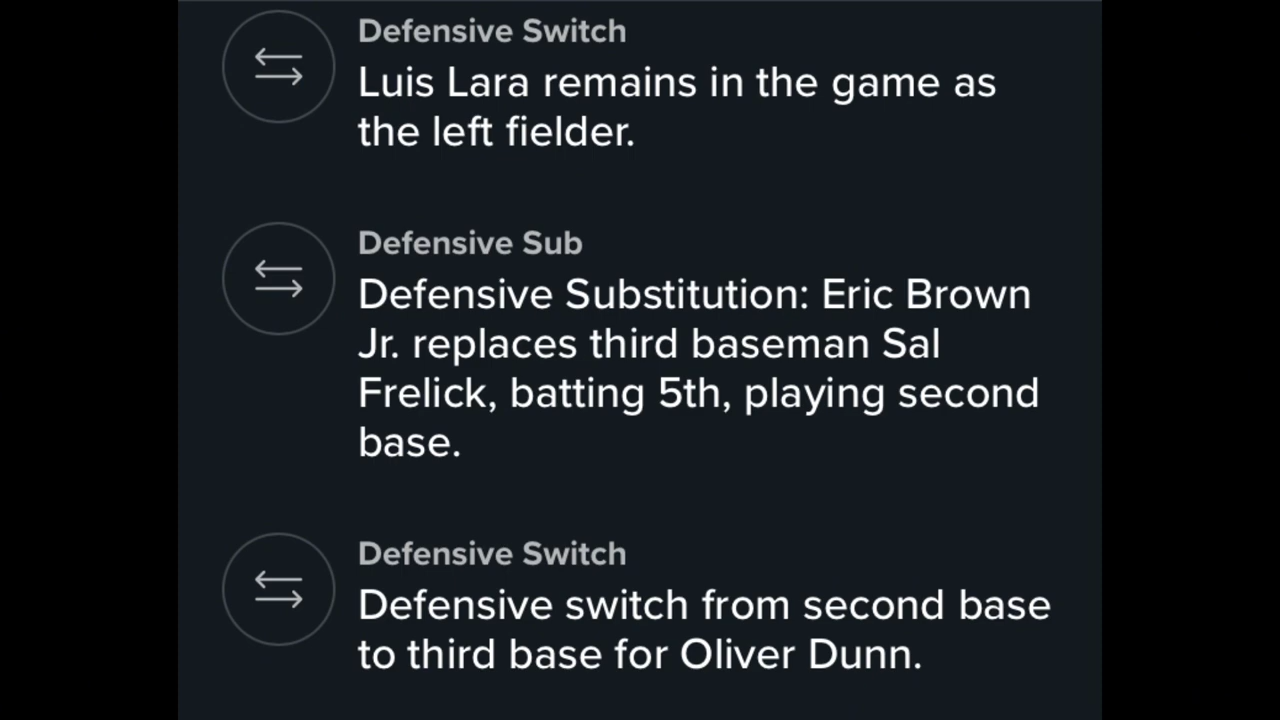 Defensive Switch
Luis Lara remains in the game as
the left fielder.
Defensive Sub
Defensive Substitution: Eric Brown
Jr. replaces third baseman Sal
Frelick, batting 5th, playing second
base.
Defensive Switch
Defensive switch from second base
to third base for Oliver Dunn.